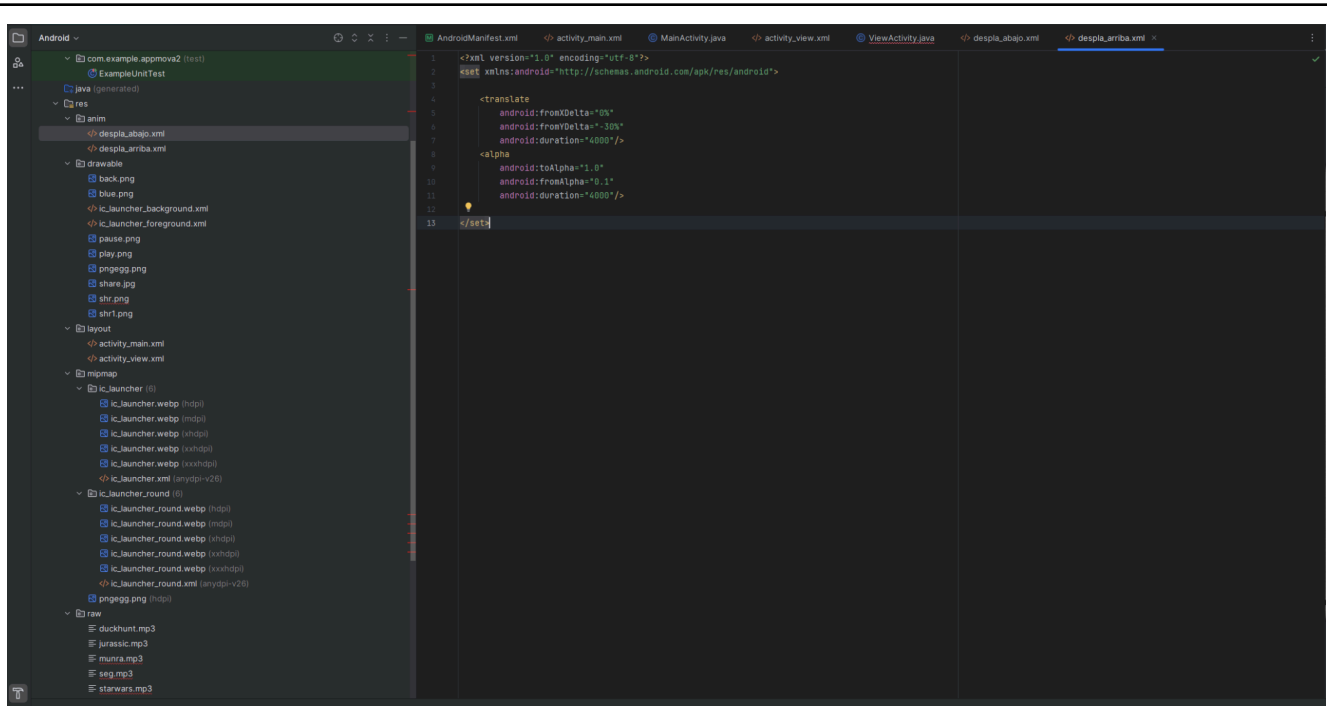 Android
com.example.appmova2 (test)
ExampleUnitTest
java (generated)
res
anim
despla_abajo.xml
despla_arriba.xml
drawable
back.png
blue.png
ic_launcher_background.xml
ic_launcher_foreground.xml
pause.png
play.png
pngegg.png
share.jpg
shr.png
shr1.png
layout
activity_main.xml
activity_view.xml
mipmap
ic_launcher (6)
ic_launcher.webp (hdpi)
ic_launcher.webp (mdpi)
ic_launcher.webp (xhdpi)
ic_launcher.webp (xxhdpi)
ic_launcher.webp (xxxhdpi)
ic_launcher.xml (anydpi-v26)
ic_launcher_round (6)
ic_launcher_round.webp (hdpi)
ic_launcher_round.webp (mdpi)
ic_launcher_round.webp (xhdpi)
ic_launcher_round.webp (xxhdpi)
ic_launcher_round.webp (xxxhdpi)
ic_launcher_round.xml (anydpi-v26)
pngegg.png (hdpi)
raw
duckhunt.mp3
jurassic.mp3
munra.mp3
seg.mp3
starwars.mp3
AndroidManifest.xml activity_main.xml MainActivity.java activity_view.xml ViewActivity.java despla_abajo.xml despla_arriba.xml
1 <?xml version="1.0" encoding="utf-8"?>
2 <set xmlns:android="http://schemas.android.com/apk/res/android">
3
4 <translate
5 android:fromXDelta="0%"
6 android:fromYDelta="-30%"
7 android:duration="4000"/>
8 <alpha
9 android:toAlpha="1.0"
10 android:fromAlpha="0.1"
11 android:duration="4000"/>
12
13 </set>